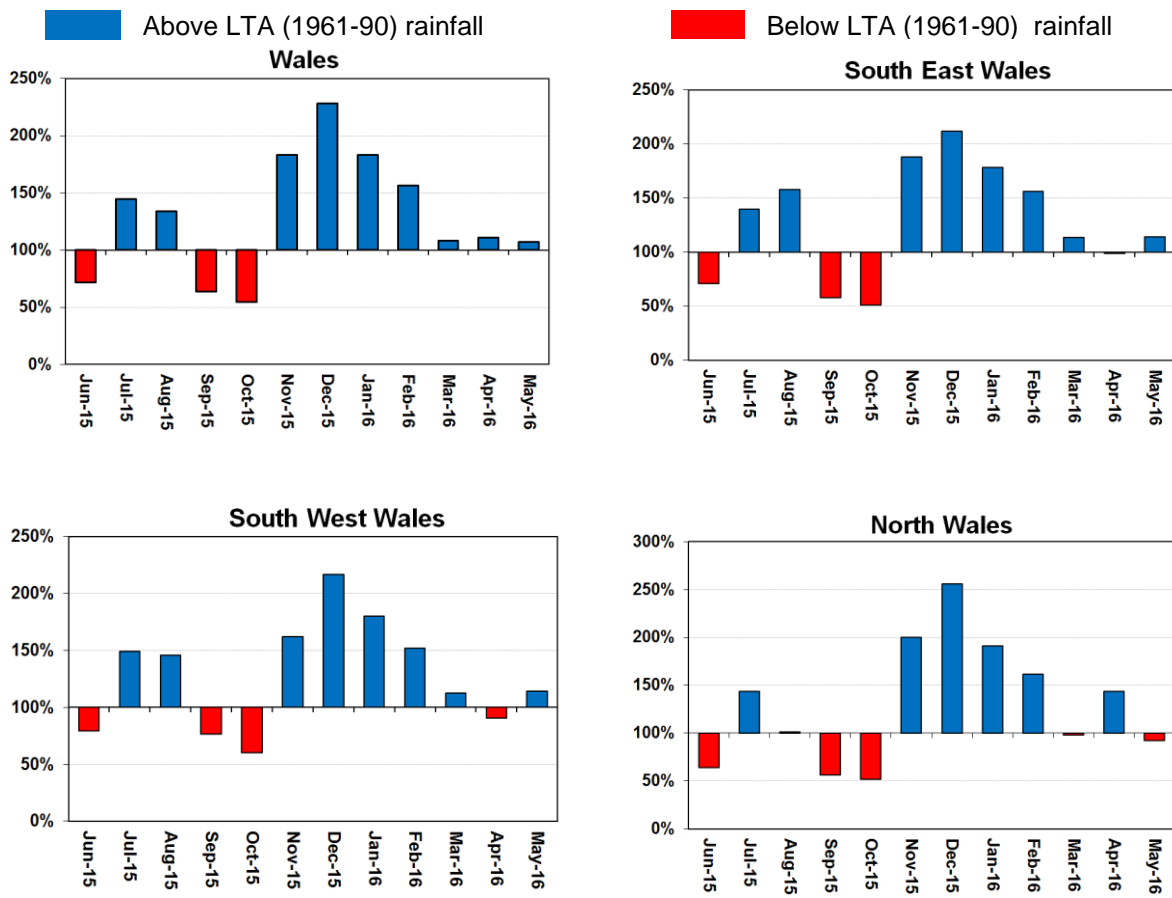 Above LTA (1961-90) rainfall
Below LTA (1961-90) rainfall
Wales
250%
200%
150%
100%
50%
0%
Jun-15
Jul-15
Aug-15
Sep-15
Oct-15
Nov-15
Dec-15
Jan-16
Feb-16
Mar-16
Apr-16
May-16
South East Wales
250%
200%
150%
100%
50%
0%
Jun-15
Jul-15
Aug-15
Sep-15
Oct-15
Nov-15
Dec-15
Jan-16
Feb-16
Mar-16
Apr-16
May-16
South West Wales
250%
200%
150%
100%
50%
0%
Jun-15
Jul-15
Aug-15
Sep-15
Oct-15
Nov-15
Dec-15
Jan-16
Feb-16
Mar-16
Apr-16
May-16
North Wales
300%
250%
200%
150%
100%
50%
0%
Jun-15
Jul-15
Aug-15
Sep-15
Oct-15
Nov-15
Dec-15
Jan-16
Feb-16
Mar-16
Apr-16
May-16